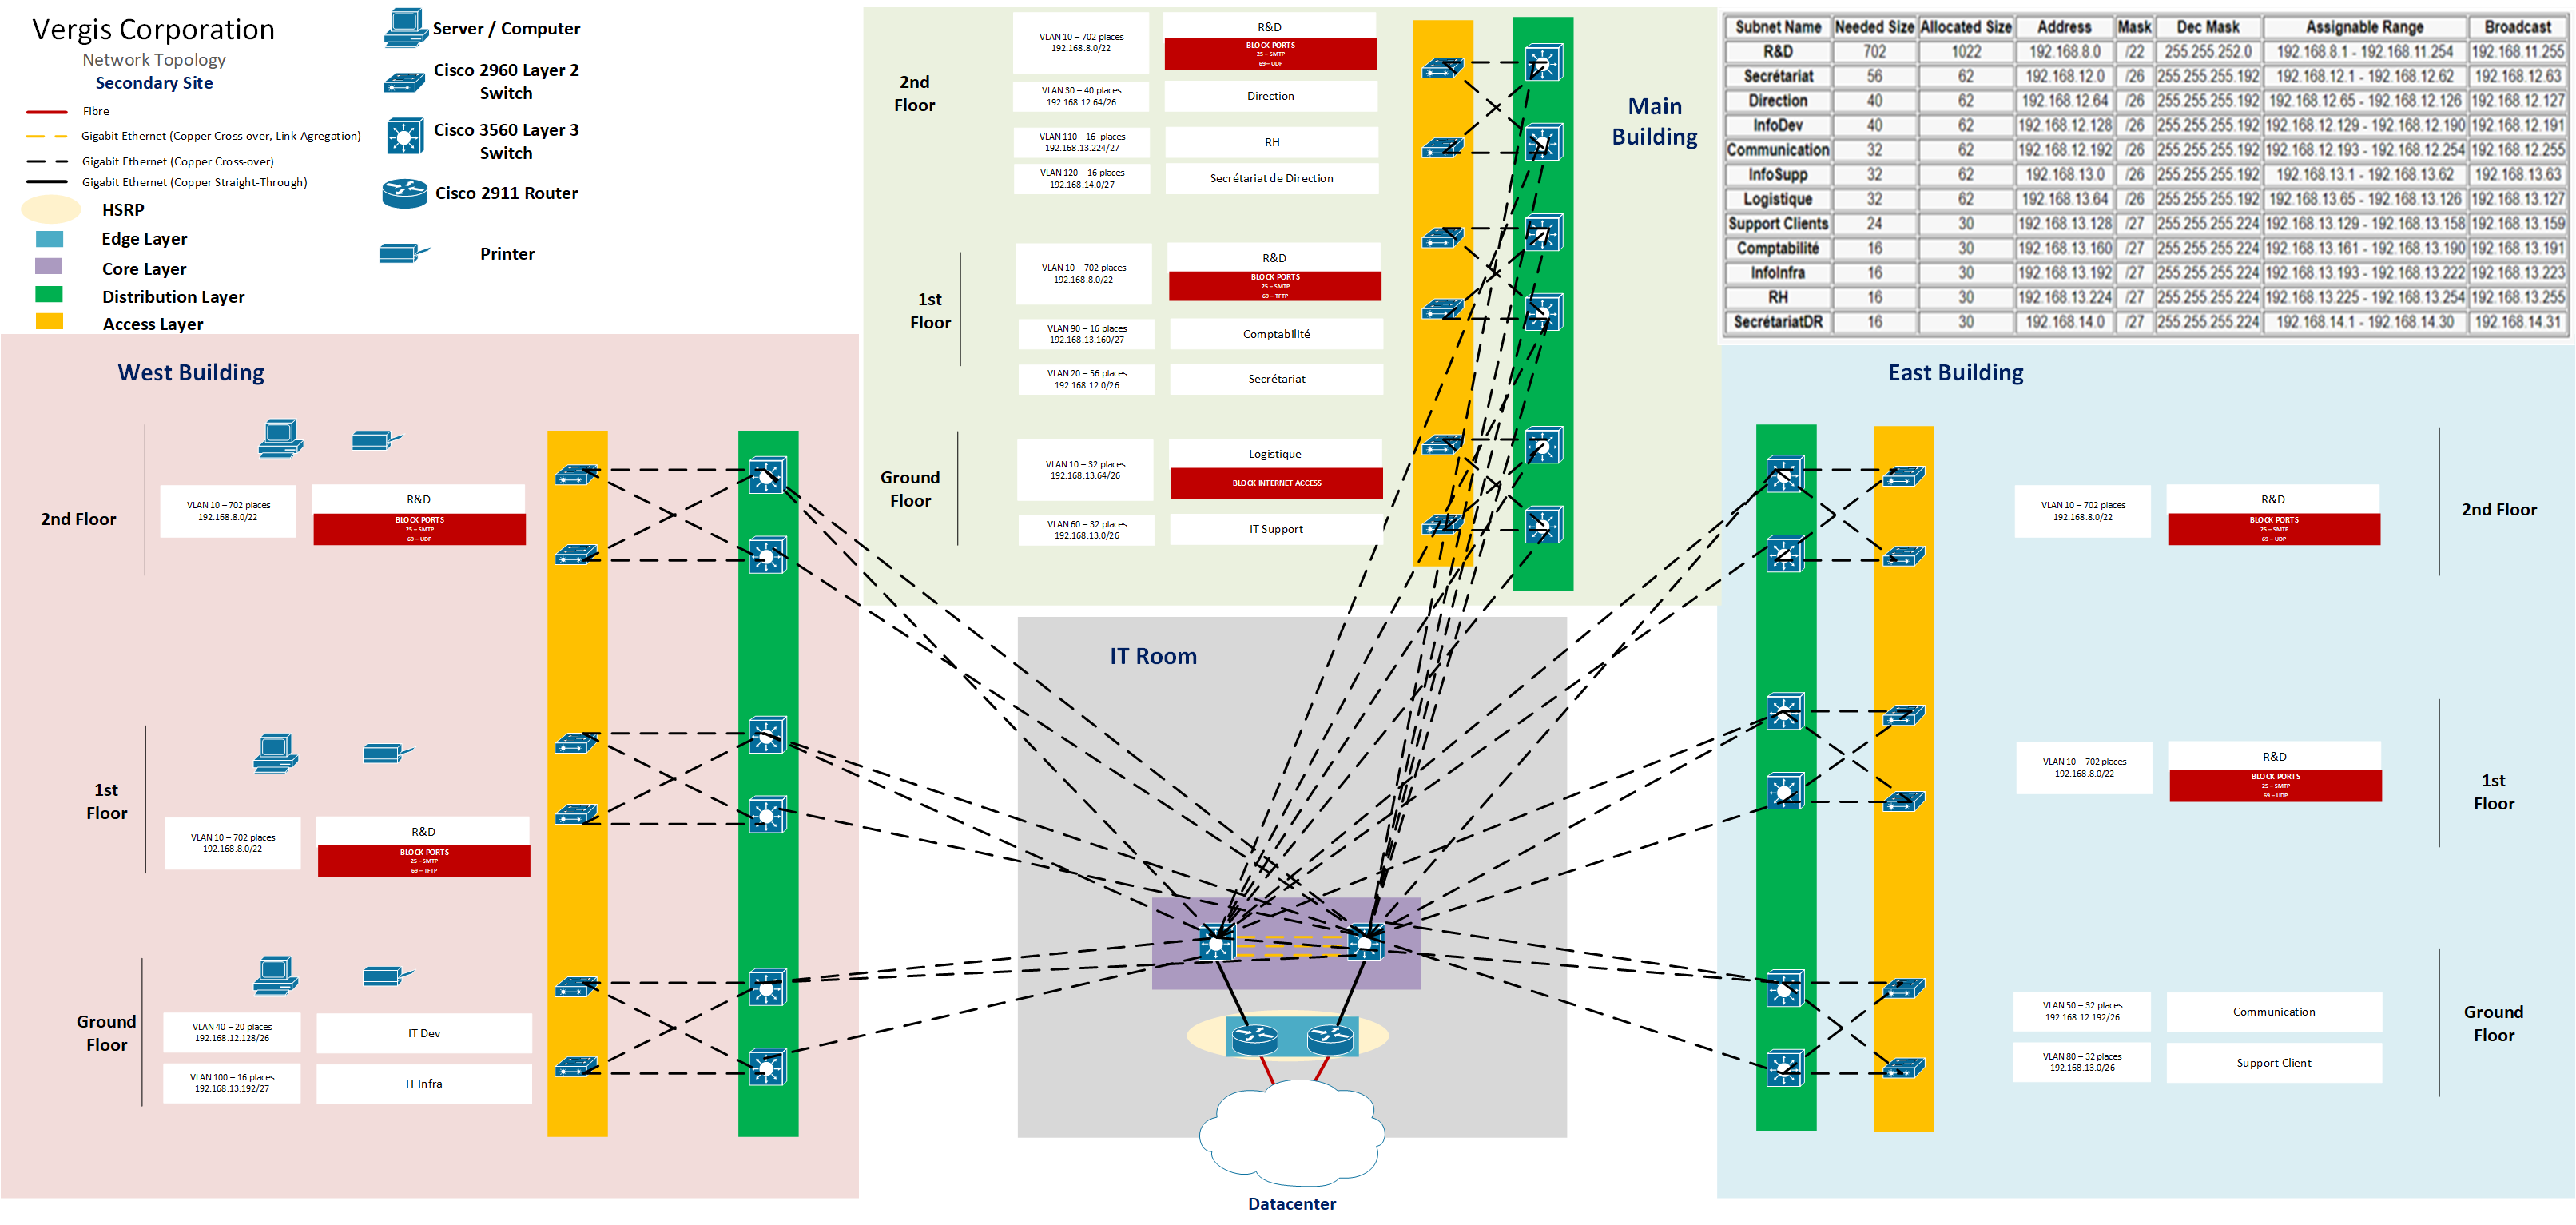 Vergis Corporation
Network Topology
Secondary Site
Fibre
Gigabit Ethernet (Copper Cross-over, Link-Agregation)
Gigabit Ethernet (Copper Cross-over)
Gigabit Ethernet (Copper Straight-Through)
HSRP
Edge Layer
Core Layer
Distribution Layer
Access Layer
Server / Computer
Cisco 2960 Layer 2
Switch
Cisco 3560 Layer 3
Switch
Cisco 2911 Router
Printer
Main
Building
2nd
Floor
VLAN 10 – 702 places
192.168.8.0/22
R&D
BLOCK PORTS
25 – SMTP
69 – UDP
VLAN 30 – 40 places
192.168.12.64/26
Direction
VLAN 110 – 16 places
192.168.13.224/27
RH
VLAN 120 – 16 places
192.168.14.0/27
Secrétariat de Direction
1st
Floor
VLAN 10 – 702 places
192.168.8.0/22
R&D
BLOCK PORTS
25 – SMTP
69 – TFTP
VLAN 90 – 16 places
192.168.13.160/27
Comptabilité
VLAN 20 – 56 places
192.168.12.0/26
Secrétariat
Ground
Floor
VLAN 10 – 32 places
192.168.13.64/26
Logistique
BLOCK INTERNET ACCESS
VLAN 60 – 32 places
192.168.13.0/26
IT Support
Subnet Name Needed Size Allocated Size Address Mask Dec Mask Assignable Range Broadcast
R&D 702 1022 192.168.8.0 /22 255.255.252.0 192.168.8.1 - 192.168.11.254 192.168.11.255
Secrétariat 56 62 192.168.12.0 /26 255.255.255.192 192.168.12.1 - 192.168.12.62 192.168.12.63
Direction 40 62 192.168.12.64 /26 255.255.255.192 192.168.12.65 - 192.168.12.126 192.168.12.127
InfoDev 40 62 192.168.12.128 /26 255.255.255.192 192.168.12.129 - 192.168.12.190 192.168.12.191
Communication 32 62 192.168.12.192 /26 255.255.255.192 192.168.12.193 - 192.168.12.254 192.168.12.255
InfoSupp 32 62 192.168.13.0 /26 255.255.255.192 192.168.13.1 - 192.168.13.62 192.168.13.63
Logistique 32 62 192.168.13.64 /26 255.255.255.192 192.168.13.65 - 192.168.13.126 192.168.13.127
Support Clients 24 30 192.168.13.128 /27 255.255.255.224 192.168.13.129 - 192.168.13.158 192.168.13.159
Comptabilité 16 30 192.168.13.160 /27 255.255.255.224 192.168.13.161 - 192.168.13.190 192.168.13.191
InfoInfra 16 30 192.168.13.192 /27 255.255.255.224 192.168.13.193 - 192.168.13.222 192.168.13.223
RH 16 30 192.168.13.224 /27 255.255.255.224 192.168.13.225 - 192.168.13.254 192.168.13.255
SecrétariatDR 16 30 192.168.14.0 /27 255.255.255.224 192.168.14.1 - 192.168.14.30 192.168.14.31
West Building
2nd Floor
VLAN 10 – 702 places
192.168.8.0/22
R&D
BLOCK PORTS
25 – SMTP
69 – UDP
1st
Floor
VLAN 10 – 702 places
192.168.8.0/22
R&D
BLOCK PORTS
25 – SMTP
69 – TFTP
Ground
Floor
VLAN 40 – 20 places
192.168.12.128/26
IT Dev
VLAN 100 – 16 places
192.168.13.192/27
IT Infra
IT Room
Datacenter
East Building
VLAN 10 – 702 places
192.168.8.0/22
R&D
BLOCK PORTS
25 – SMTP
69 – UDP
2nd Floor
VLAN 10 – 702 places
192.168.8.0/22
R&D
BLOCK PORTS
25 – SMTP
69 – UDP
1st
Floor
VLAN 50 – 32 places
192.168.12.192/26
Communication
VLAN 80 – 32 places
192.168.13.0/26
Support Client
Ground
Floor